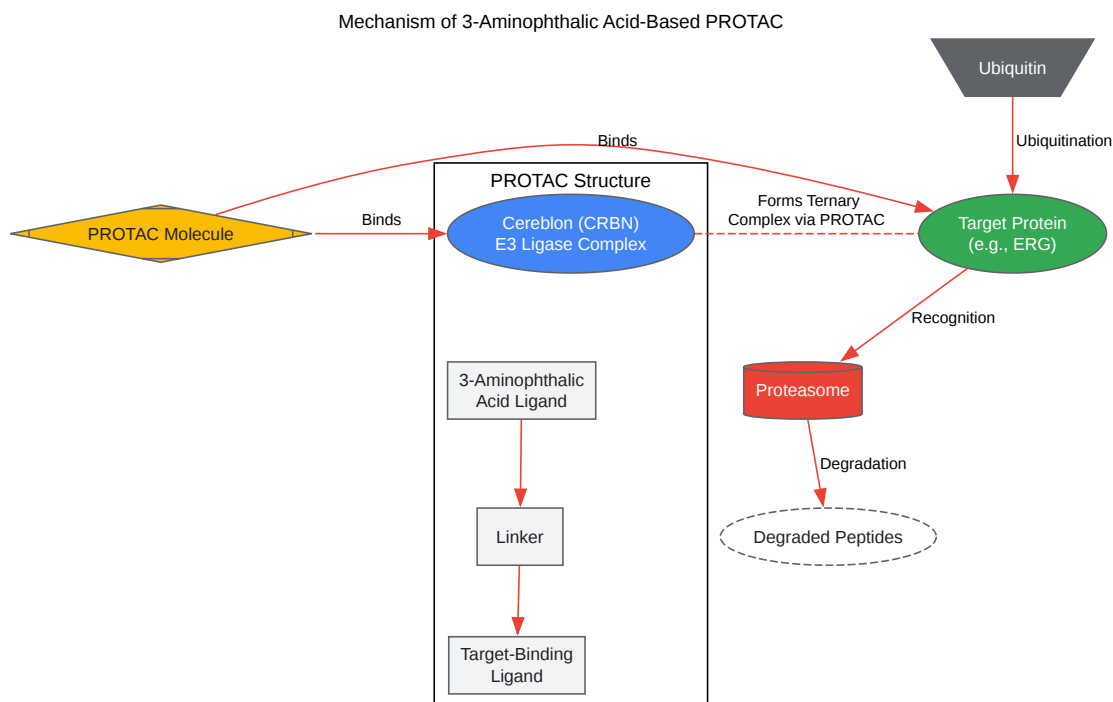 Mechanism of 3-Aminophthalic Acid-Based PROTAC
Ubiquitin
Ubiquitination
Binds
PROTAC Structure
PROTAC Molecule
Binds
Cereblon (CRBN)
E3 Ligase Complex
Forms Ternary
Complex via PROTAC
Target Protein
(e.g., ERG)
Recognition
3-Aminophthalic
Acid Ligand
Proteasome
Degradation
Linker
Degraded Peptides
Target-Binding
Ligand